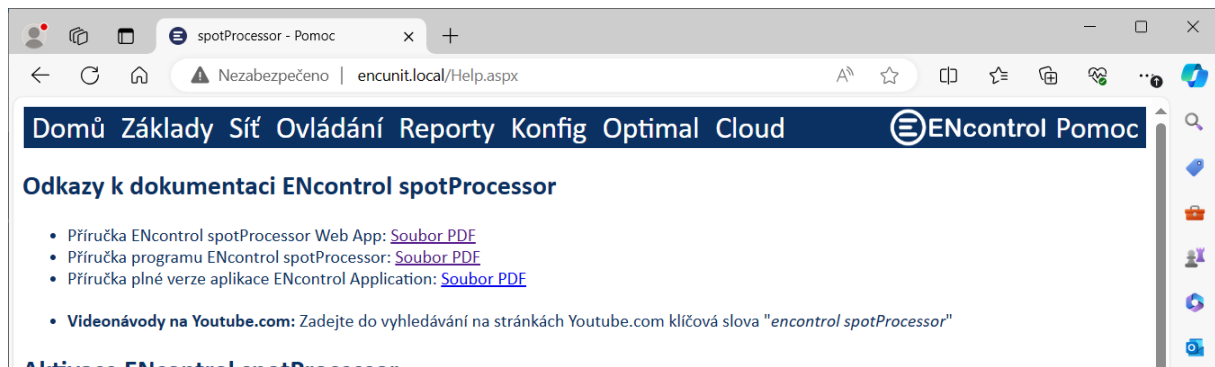 spotProcessor - Pomoc
Nezabezpečeno | encunit.local/Help.aspx
Domů Základy Síť Ovládání Reporty Konfig Optimal Cloud ENcontrol Pomoc
Odkazy k dokumentaci ENcontrol spotProcessor
• Příručka ENcontrol spotProcessor Web App: Soubor PDF
• Příručka programu ENcontrol spotProcessor: Soubor PDF
• Příručka plné verze aplikace ENcontrol Application: Soubor PDF
• Videonávody na Youtube.com: Zadejte do vyhledávání na stránkách Youtube.com klíčová slova "encontrol spotProcessor"
Aktivace ENcontrol spotProcessor